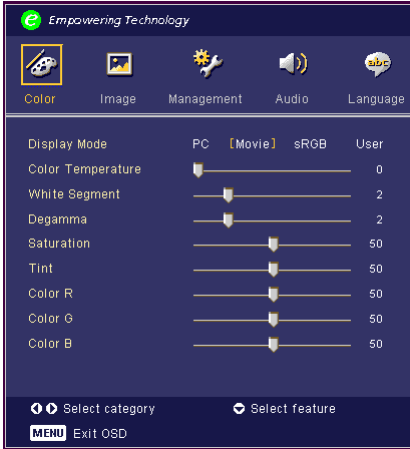 e Empowering Technology
abc
Color Image Management Audio Language
Display Mode PC [Movie] sRGB User
Color Temperature 0
White Segment 2
Degamma 2
Saturation 50
Tint 50
Color R 50
Color G 50
Color B 50
Select category Select feature
MENU Exit OSD